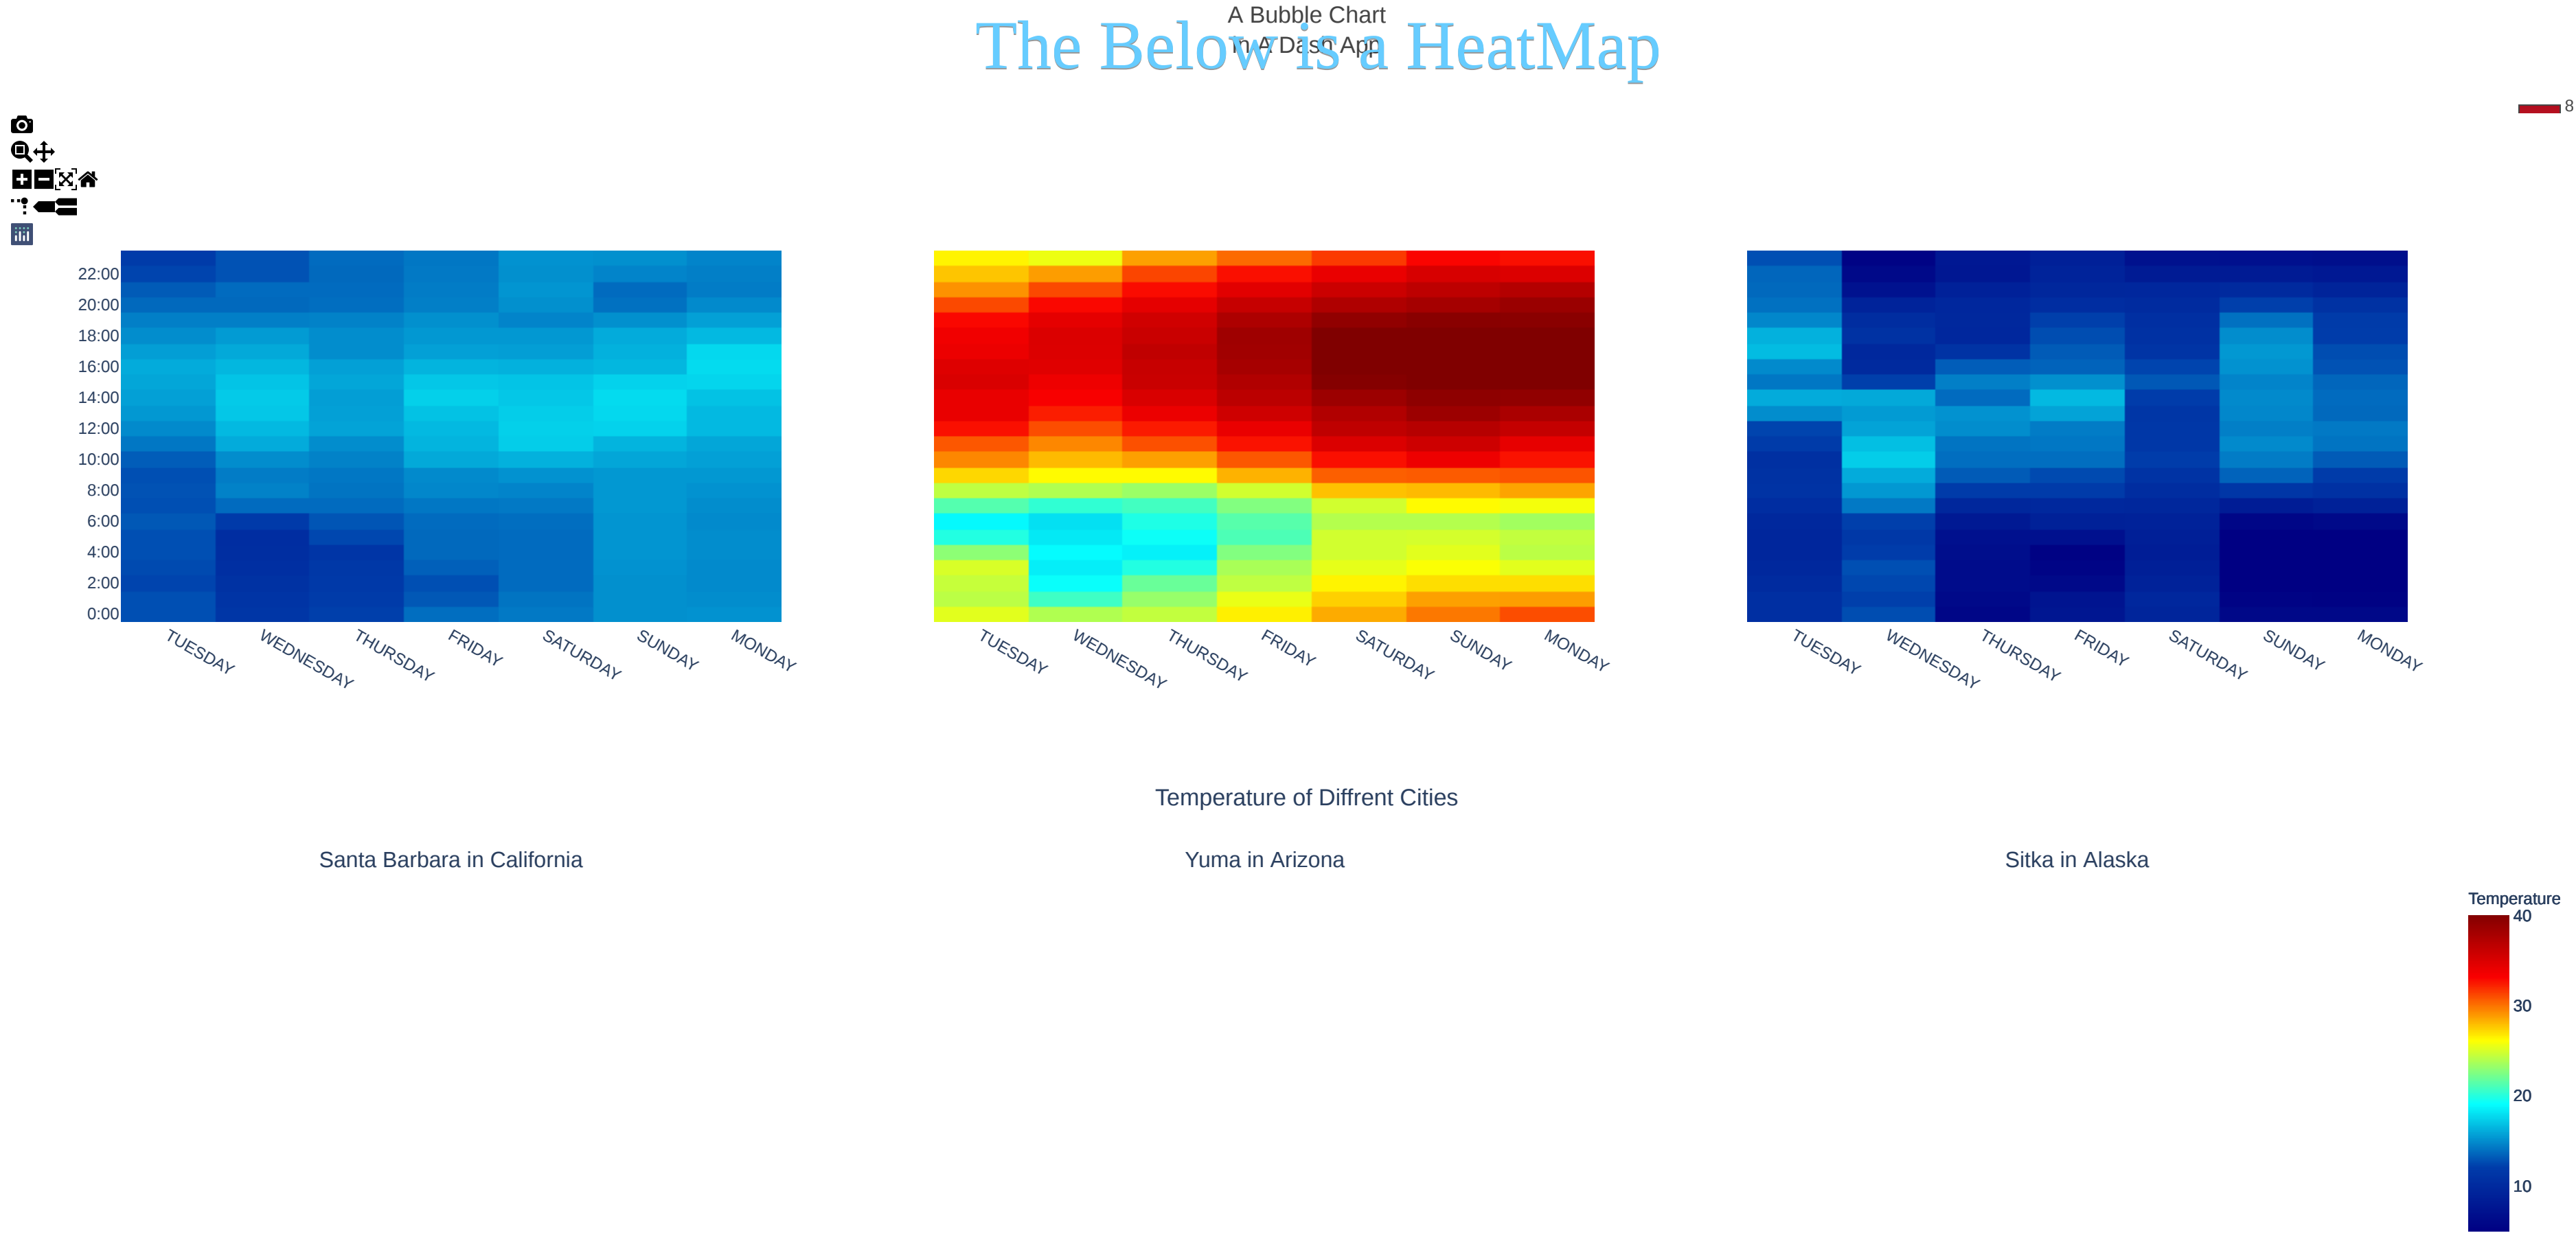 A Bubble Chart
In A Dash App
The Below is a HeatMap
8
22:00
20:00
18:00
16:00
14:00
12:00
10:00
8:00
6:00
4:00
2:00
0:00
TUESDAY WEDNESDAY THURSDAY FRIDAY SATURDAY SUNDAY MONDAY
TUESDAY WEDNESDAY THURSDAY FRIDAY SATURDAY SUNDAY MONDAY
TUESDAY WEDNESDAY THURSDAY FRIDAY SATURDAY SUNDAY MONDAY
Temperature of Diffrent Cities
Santa Barbara in California
Yuma in Arizona
Sitka in Alaska
Temperature
40
30
20
10